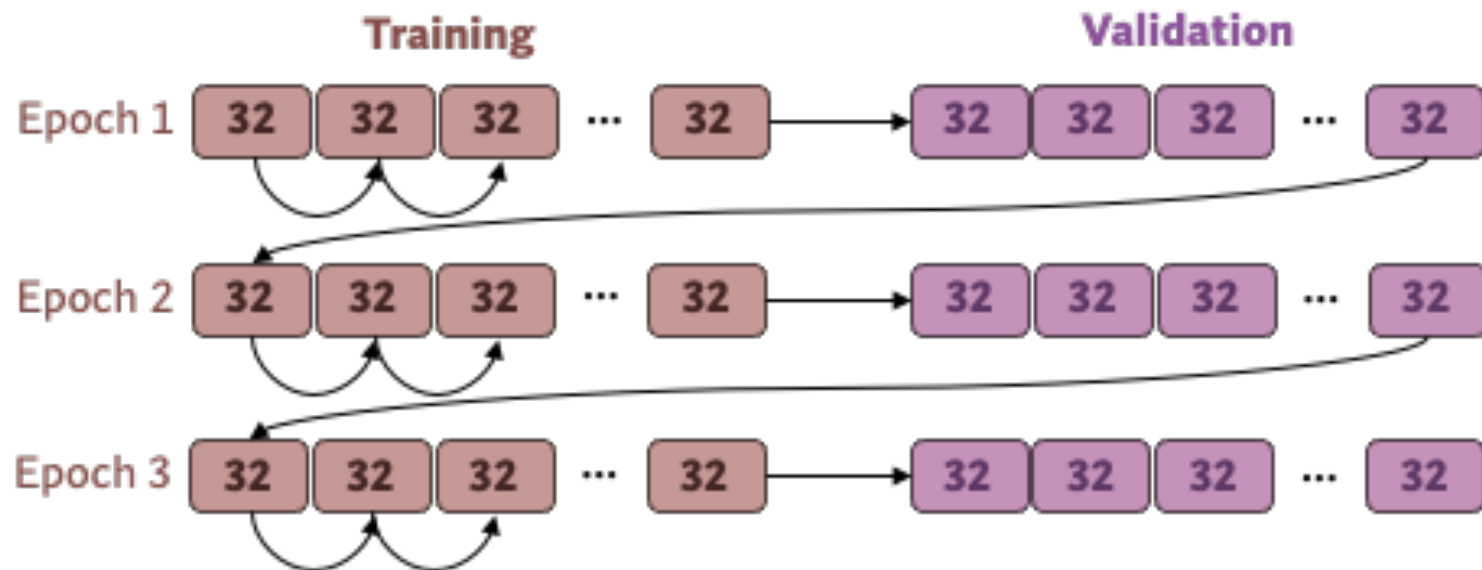 Training Validation
Epoch 1 32 32 32 ... 32 32 32 32 ... 32
Epoch 2 32 32 32 ... 32 32 32 32 ... 32
Epoch 3 32 32 32 ... 32 32 32 32 ... 32